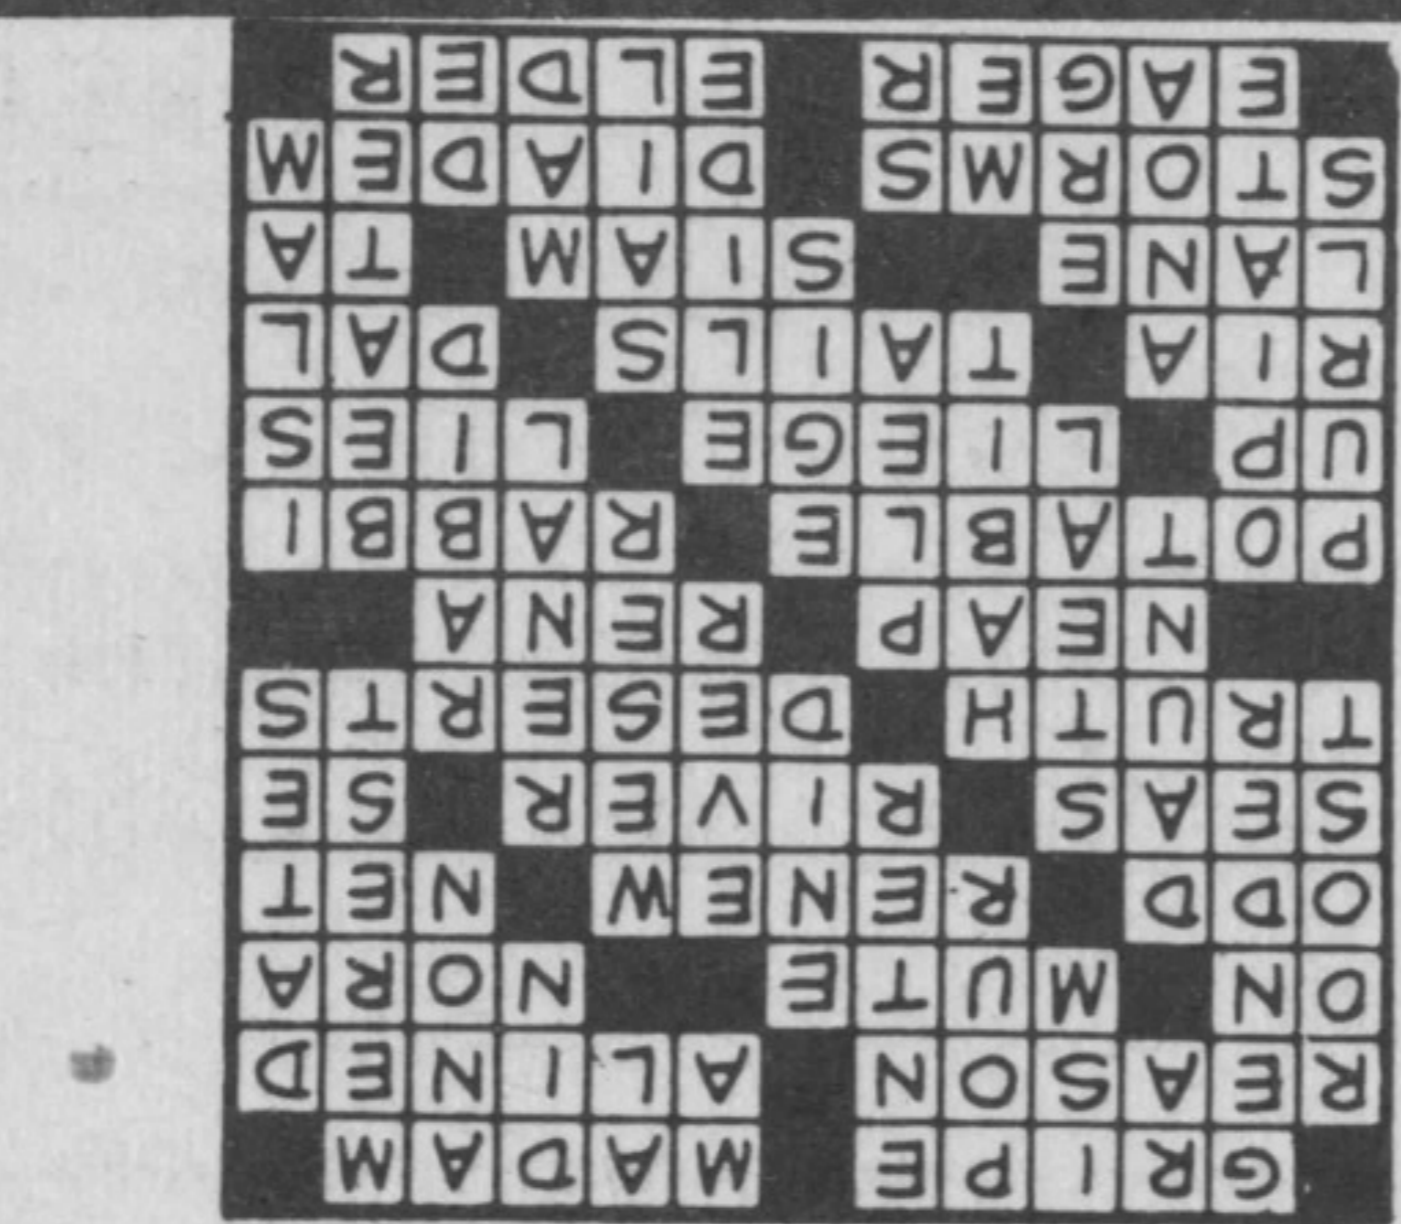 GRIPE MADAM
REASON ALINED
ON MUTE NORA
ODD RENEW NET
SEAS RIVER SE
TRUTH DESERTS
NEAP RENA
POTABLE RABBI
UP LIEGE LIES
RIA TAILS DAL
LANE SIAM TA
STORMS DIADEM
EAGER ELDER